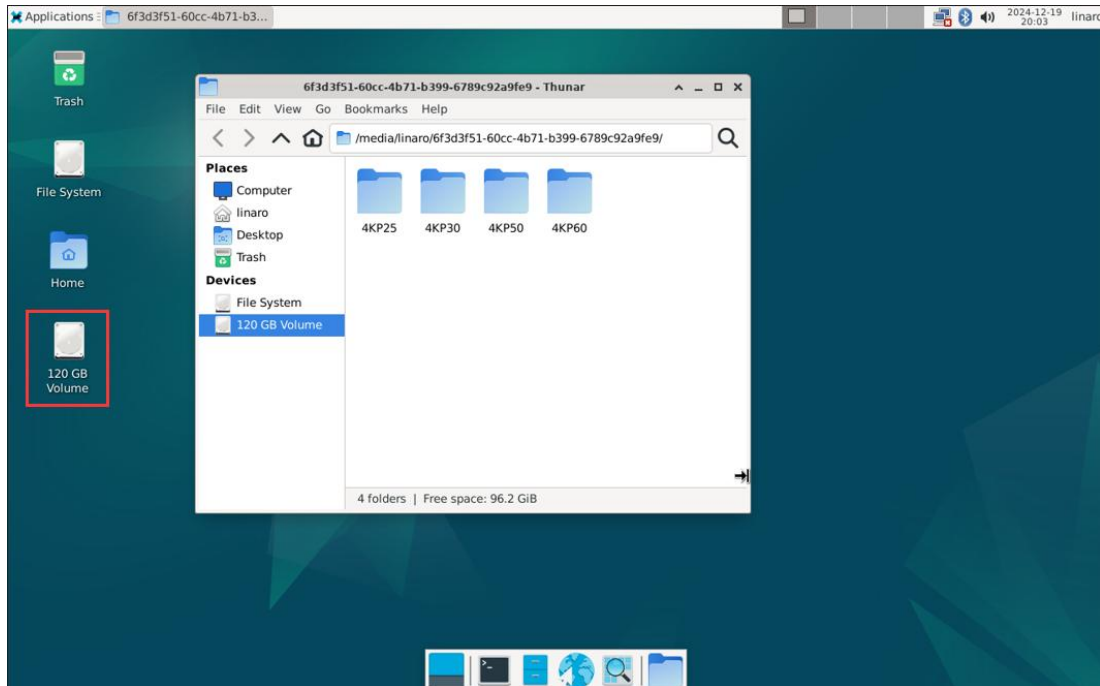 Applications
6f3d3f51-60cc-4b71-b3...
2024-12-19
20:03
linaro
Trash
File System
Home
120 GB
Volume
6f3d3f51-60cc-4b71-b399-6789c92a9fe9 - Thunar
File Edit View Go Bookmarks Help
/media/linaro/6f3d3f51-60cc-4b71-b399-6789c92a9fe9/
Places
Computer
linaro
Desktop
Trash
Devices
File System
120 GB Volume
4KP25 4KP30 4KP50 4KP60
4 folders | Free space: 96.2 GiB